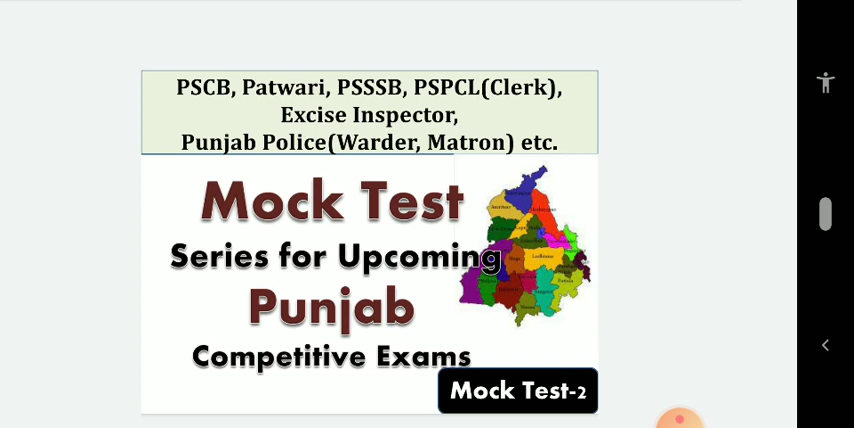 PSCB, Patwari, PSSSB, PSPCL(Clerk),
Excise Inspector,
Punjab Police(Warder, Matron) etc.
Mock Test
Series for Upcoming
Punjab
Competitive Exams
Mock Test-2